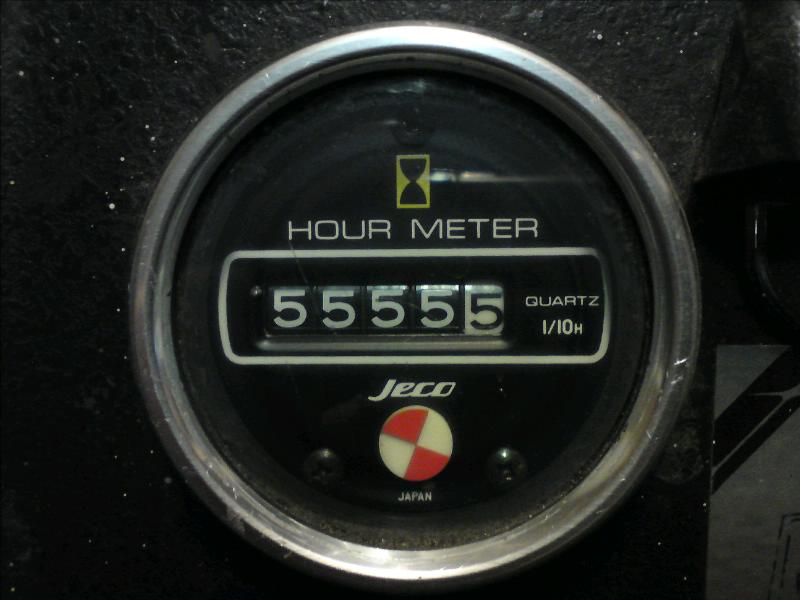 HOUR METER
55555
QUARTZ
1/10H
Jeco
JAPAN